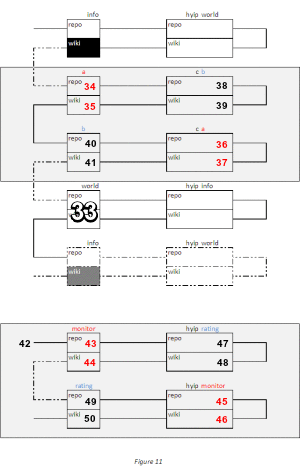 info hyip world
repo repo
wiki wiki
a c b
repo 34 repo 38
wiki 35 wiki 39
b c a
repo 40 repo 36
wiki 41 wiki 37
world hyip info
repo repo
33
wiki wiki
info hyip world
repo repo
wiki wiki
monitor hyip rating
42 repo 43 repo 47
wiki 44 wiki 48
rating hyip monitor
repo 49 repo 45
wiki 50 wiki 46
Figure 11